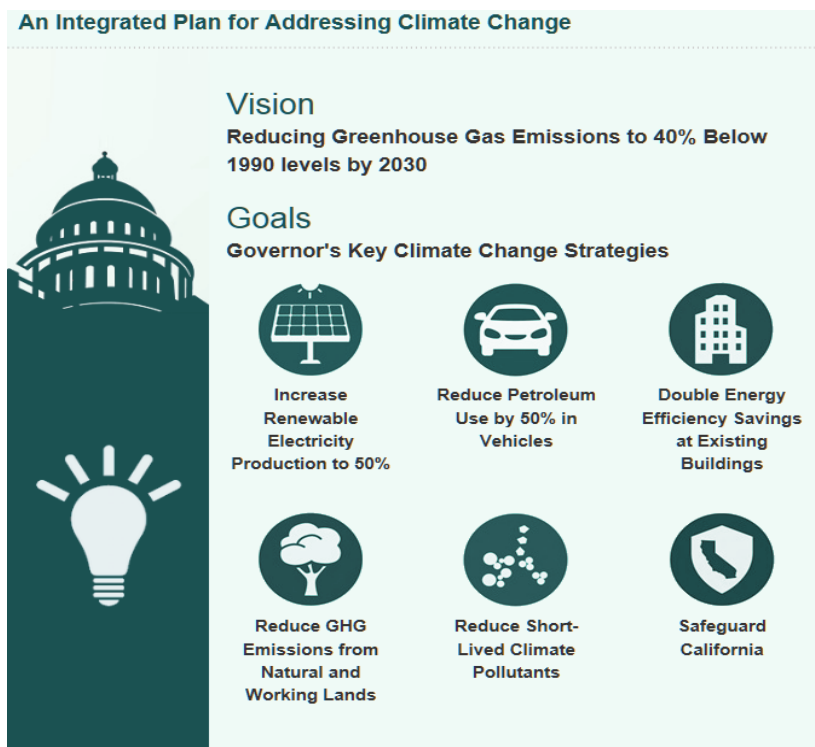 An Integrated Plan for Addressing Climate Change
Vision
Reducing Greenhouse Gas Emissions to 40% Below
1990 levels by 2030
Goals
Governor's Key Climate Change Strategies
Increase
Renewable
Electricity
Production to 50%
Reduce Petroleum
Use by 50% in
Vehicles
Double Energy
Efficiency Savings
at Existing
Buildings
Reduce GHG
Emissions from
Natural and
Working Lands
Reduce Short-
Lived Climate
Pollutants
Safeguard
California